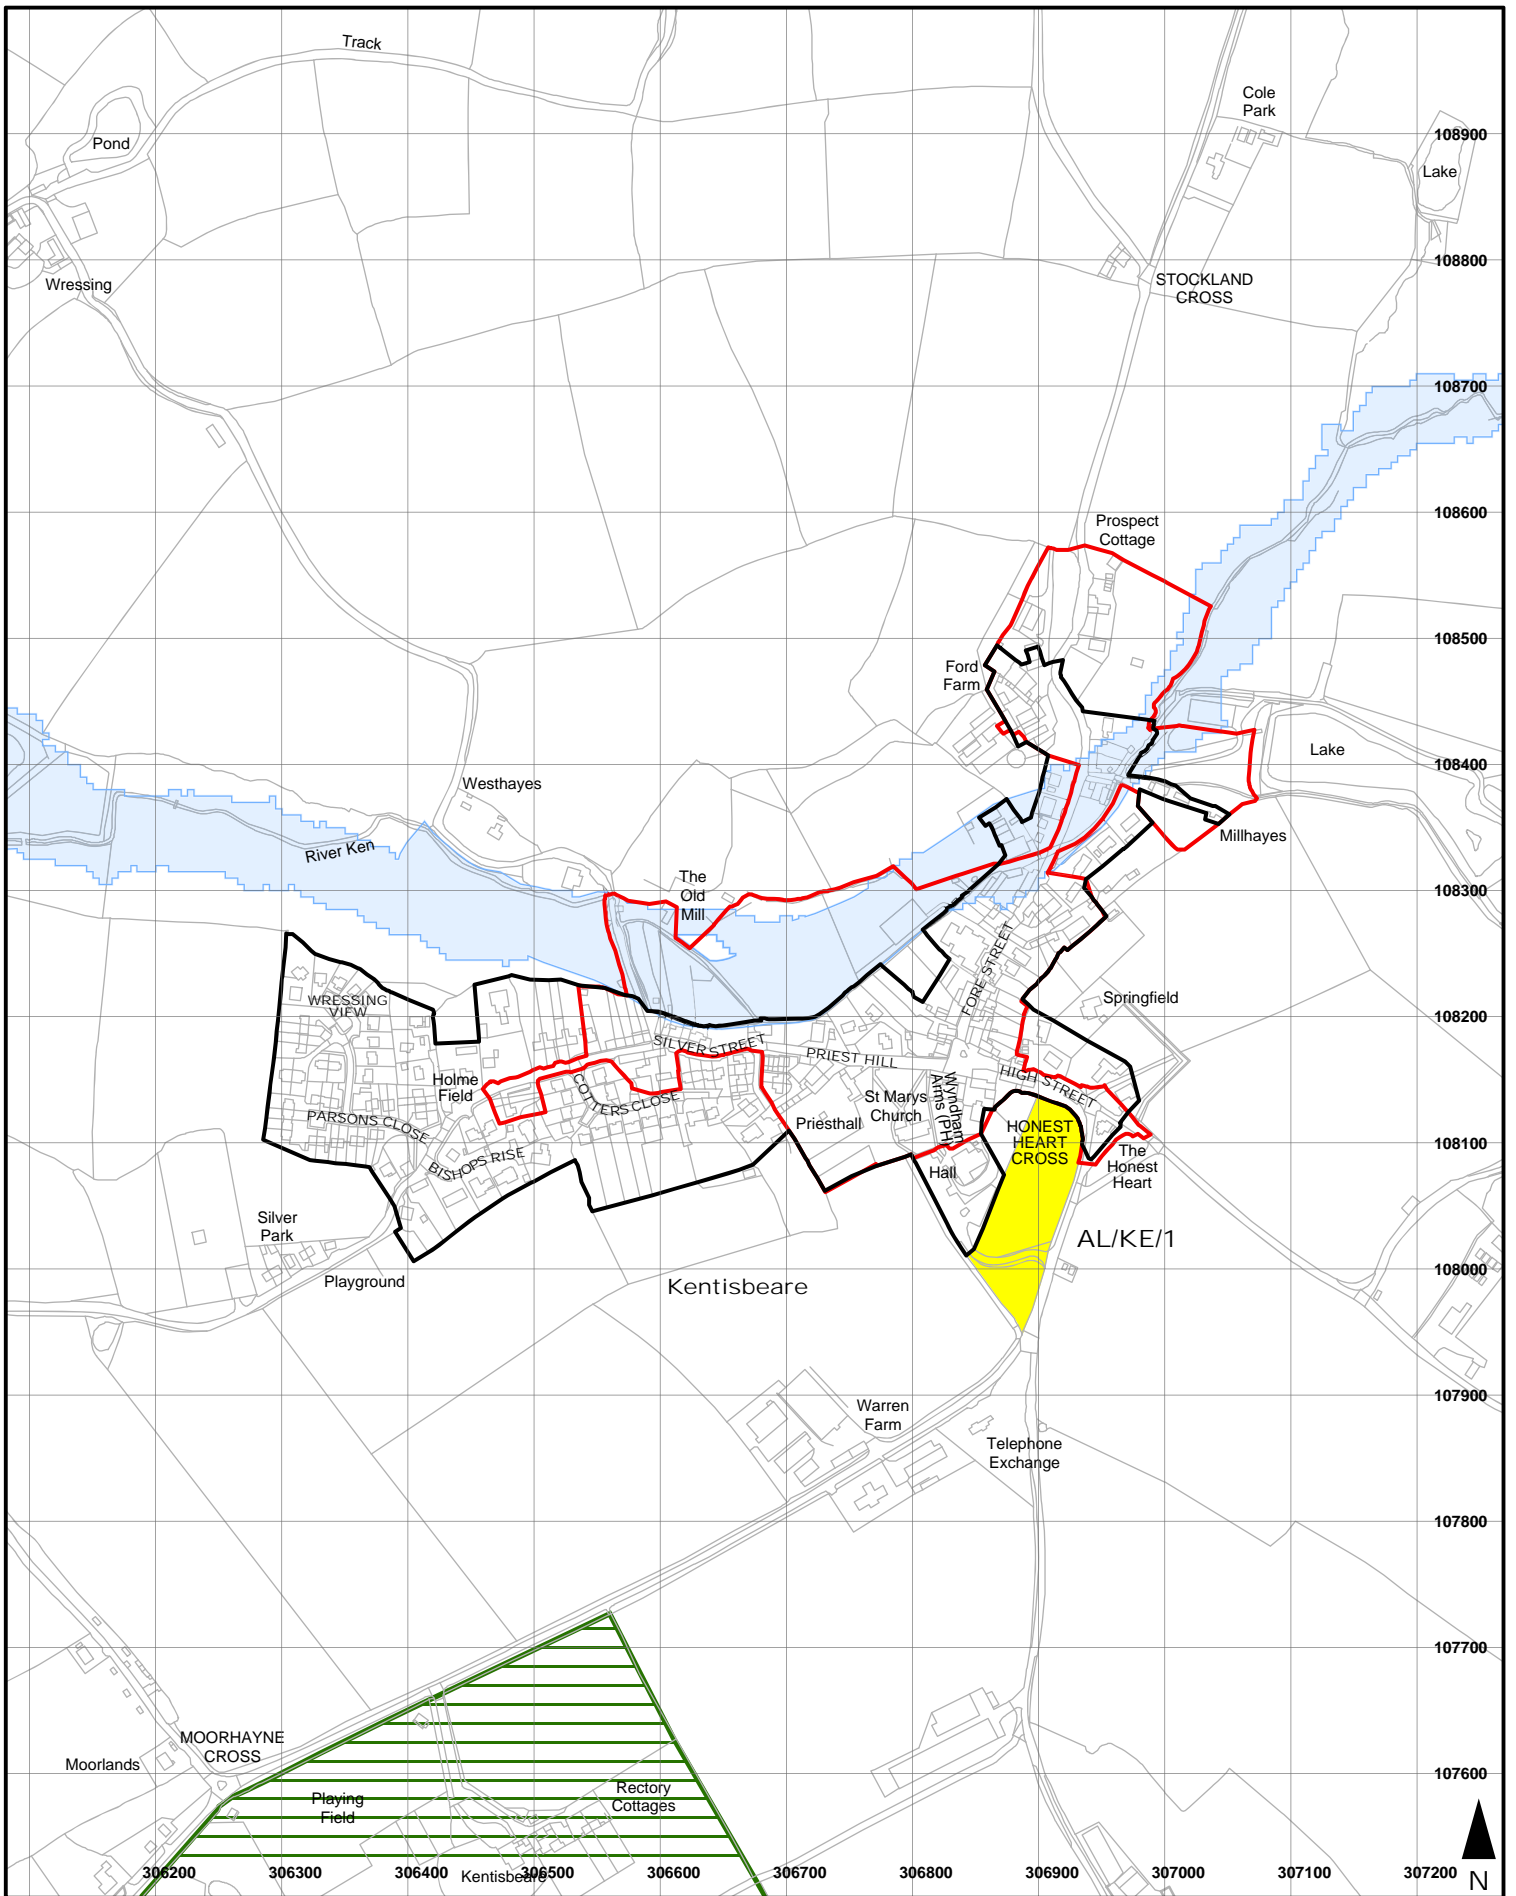 Track
Cole
Park
Pond
108900
Lake
108800
Wressing
STOCKLAND
CROSS
108700
108600
Prospect
Cottage
108500
Ford
Farm
Lake
108400
Westhayes
Millhayes
River Ken
The
Old
Mill
108300
FORE STREET
WRESSING
VIEW
Springfield
108200
SILVER STREET
PRIEST HILL
HIGH STREET
Holme
Field
COTTERS CLOSE
St Marys
Church
Wyndham
Arms (PH)
PARSONS CLOSE
Priesthall
HONEST
HEART
CROSS
108100
BISHOPS RISE
Hall
The
Honest
Heart
Silver
Park
AL/KE/1
Playground
108000
Kentisbeare
107900
Warren
Farm
Telephone
Exchange
107800
107700
MOORHAYNE
CROSS
Moorlands
107600
Playing
Field
Rectory
Cottages
306200 306300 306400 306500 306600 306700 306800 306900 307000 307100 307200
Kentisbeare
N